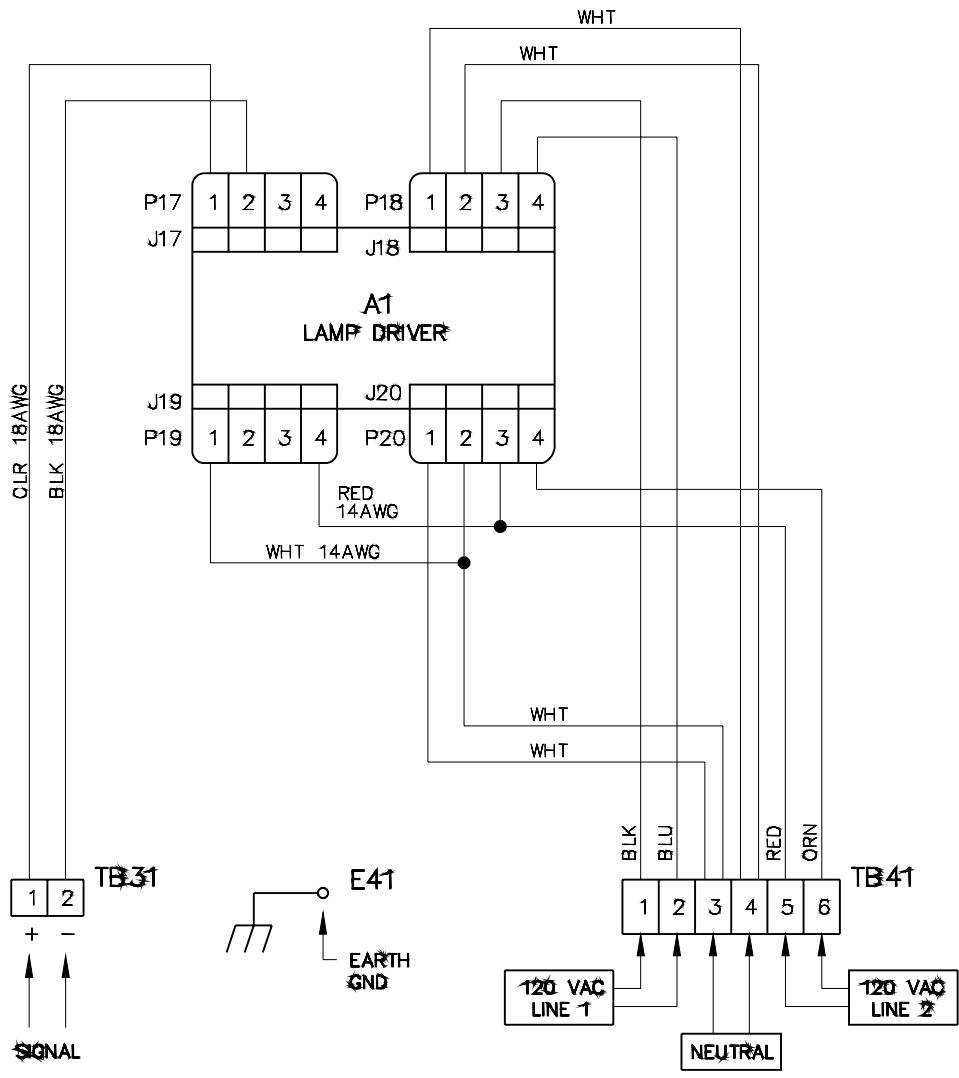 WHT
WHT
P17 1 2 3 4
P18 1 2 3 4
J17
J18
A1
LAMP DRIVER
J19
J20
P19 1 2 3 4
P20 1 2 3 4
CLR 18AWG
BLK 18AWG
RED
14AWG
WHT 14AWG
WHT
WHT
BLK
BLU
RED
ORN
TB31
1 2
+ −
SIGNAL
E41
EARTH
GND
TB41
1 2 3 4 5 6
120 VAC
LINE 1
NEUTRAL
120 VAC
LINE 2